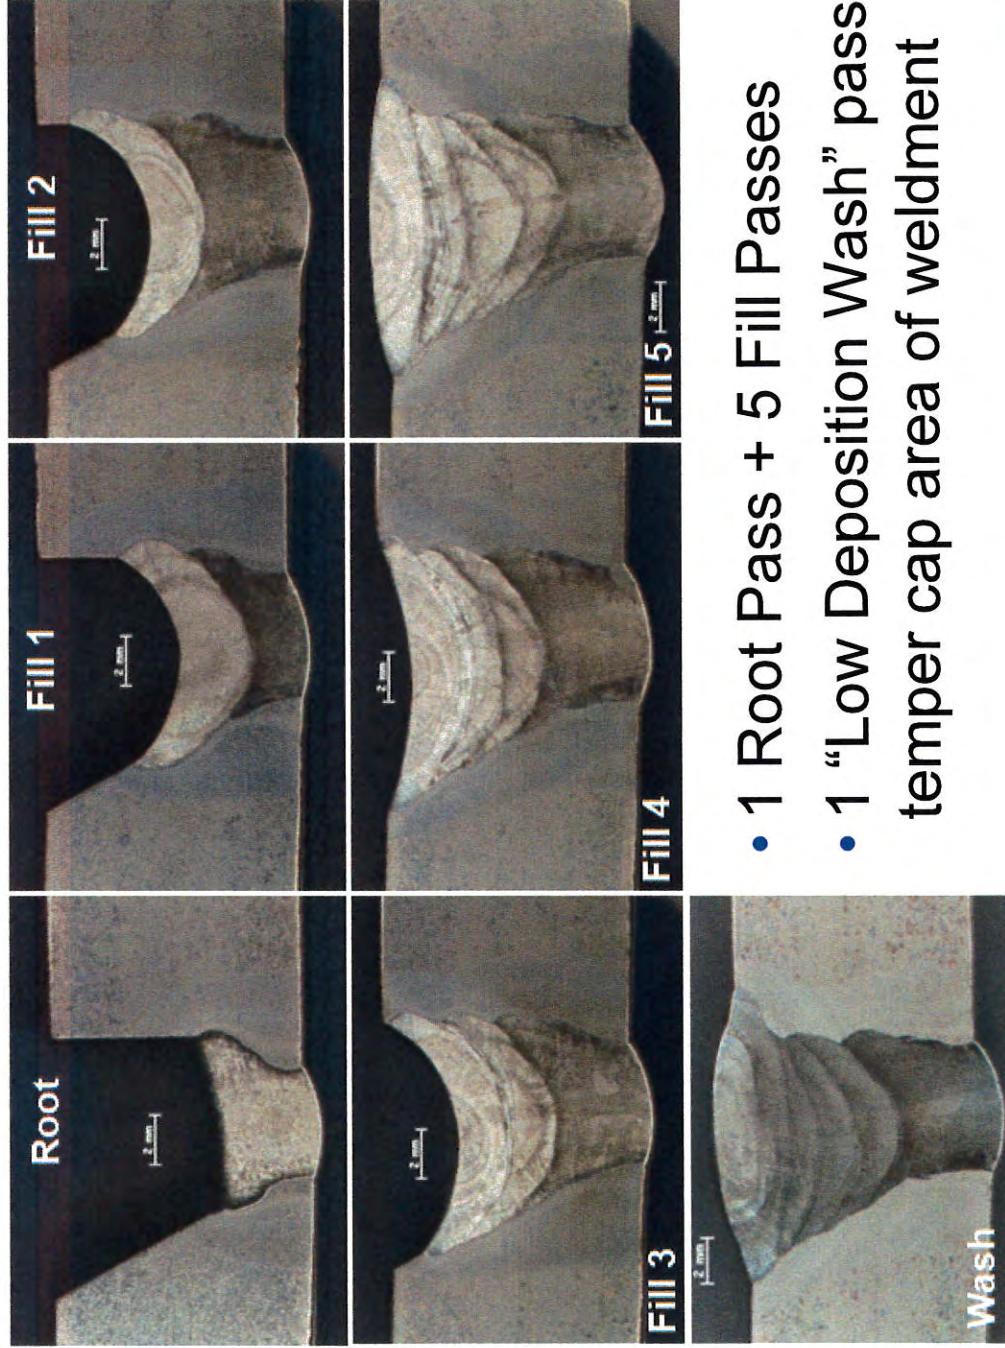 Root
2 mm
Fill 1
2 mm
Fill 2
2 mm
Fill 3
2 mm
Fill 4
2 mm
Fill 5
2 mm
Wash
2 mm
• 1 Root Pass + 5 Fill Passes
• 1 “Low Deposition Wash” pass
temper cap area of weldment